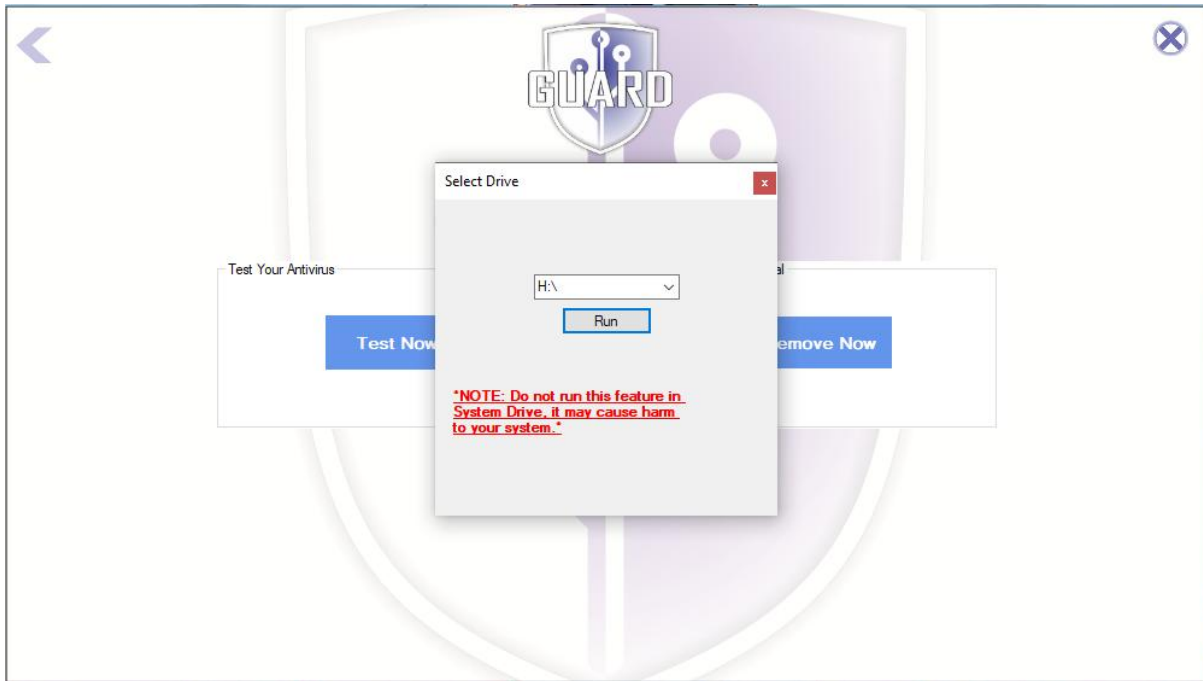 GUARD
Select Drive
Test Your Antivirus
al
H:\
Run
Test Now
emove Now
*NOTE: Do not run this feature in
System Drive, it may cause harm
to your system.*